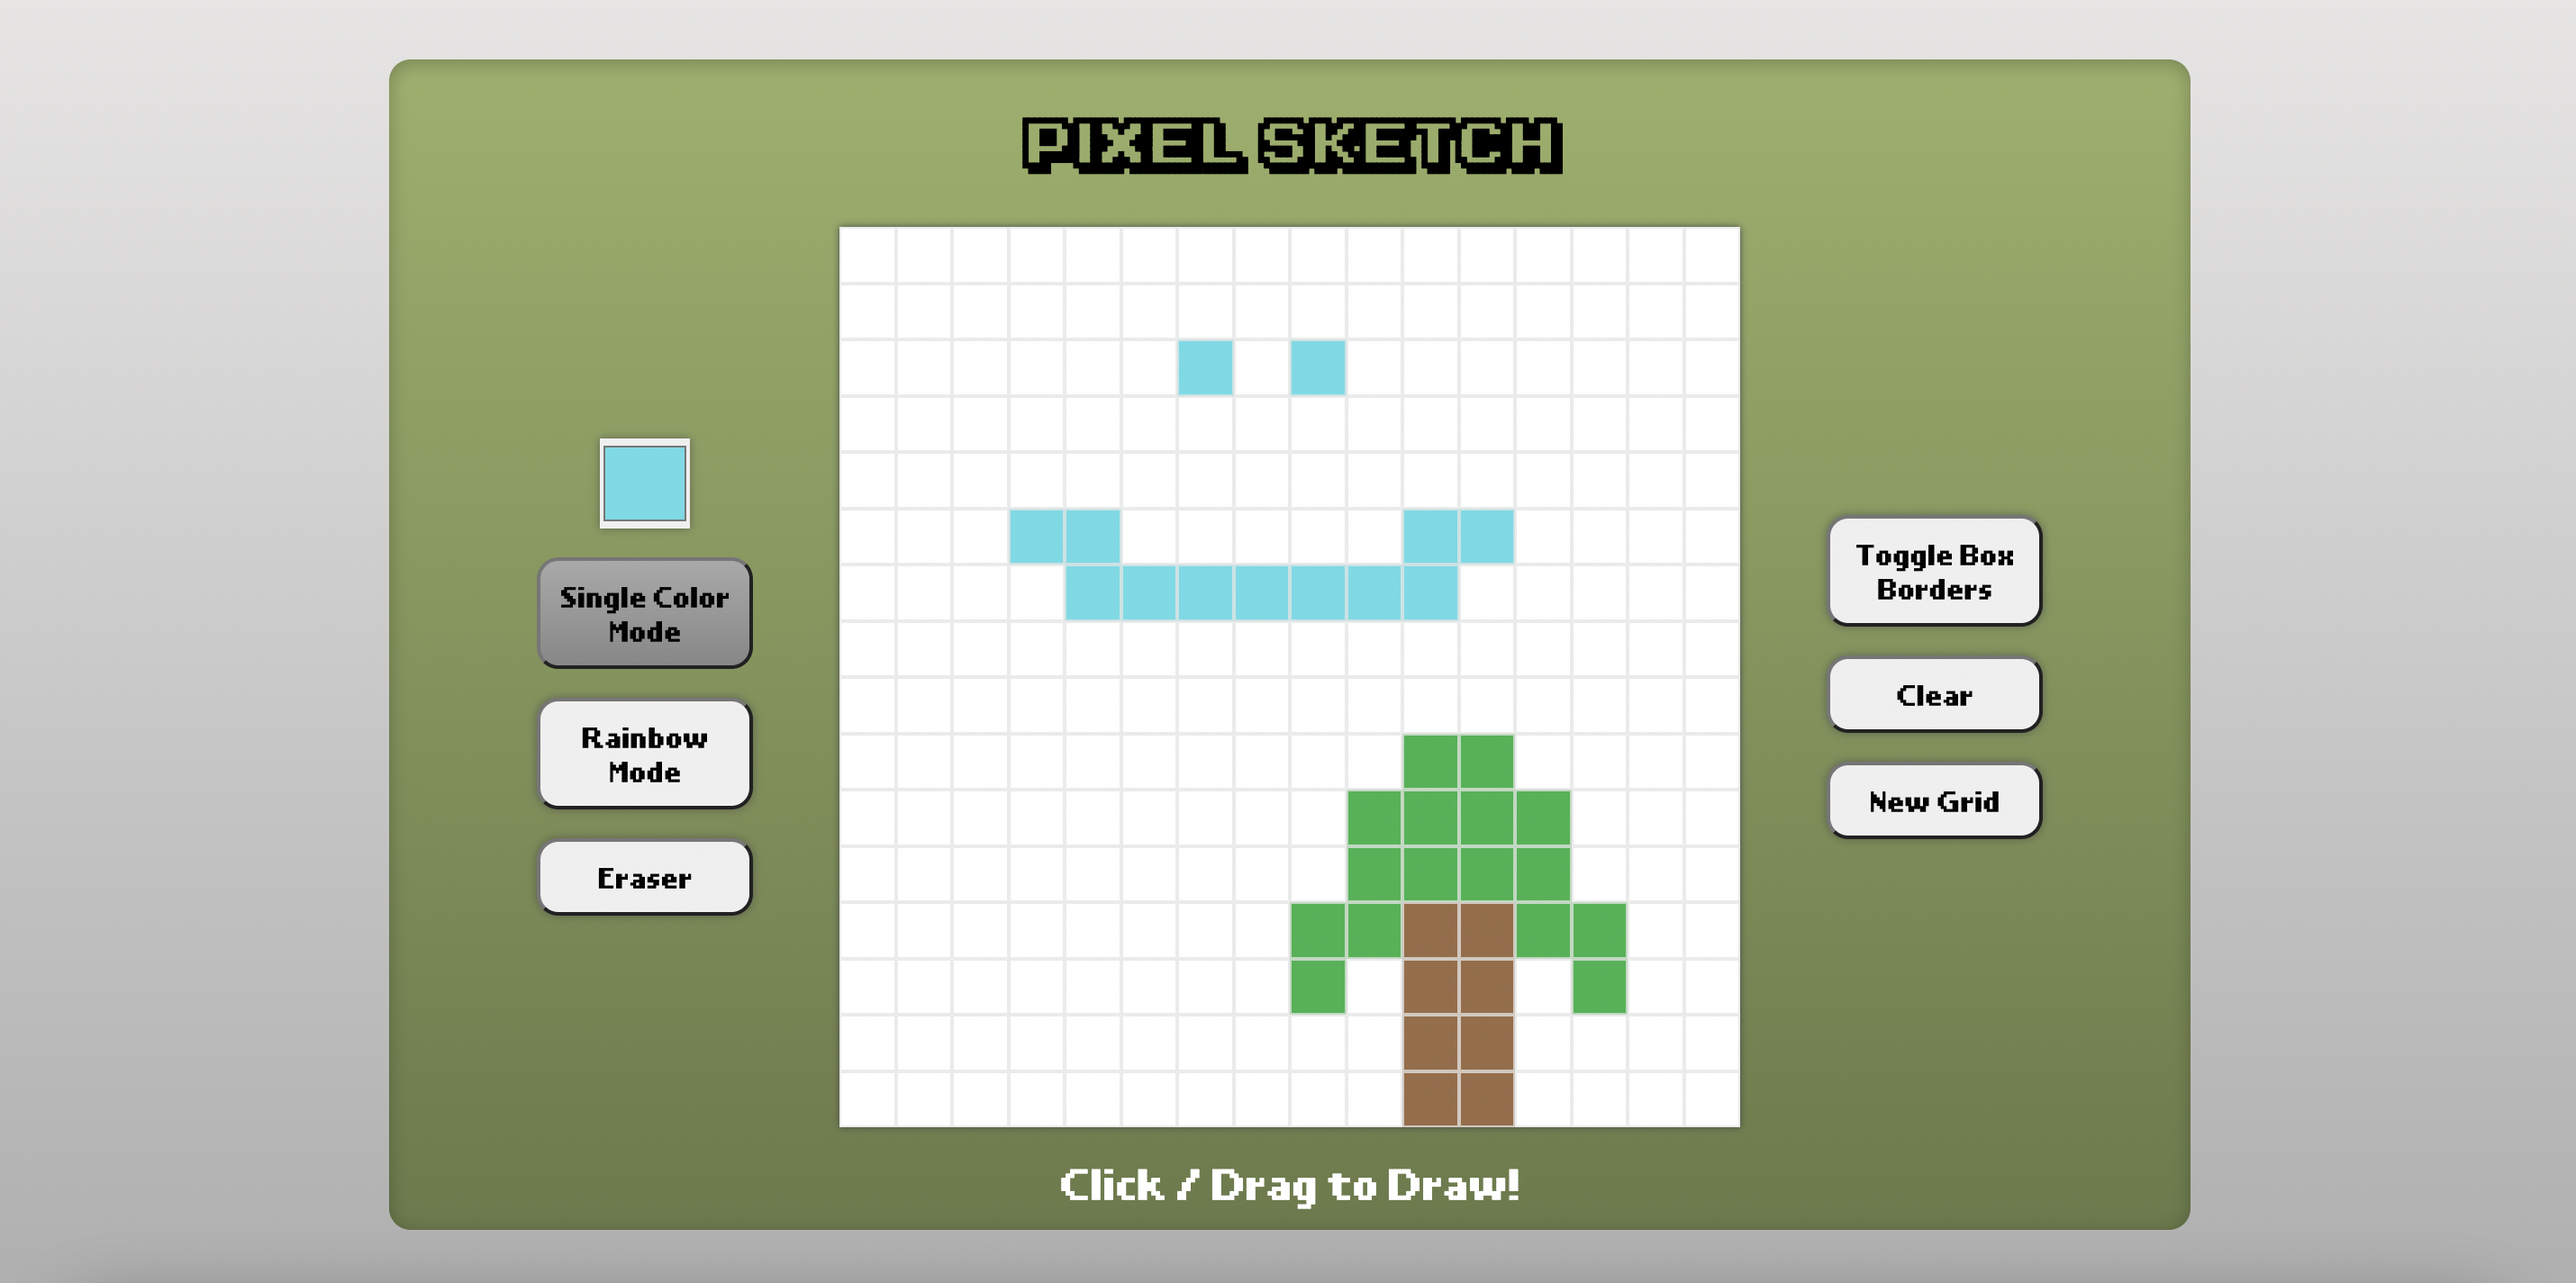 PIXEL SKETCH
Single Color
Mode
Rainbow
Mode
Eraser
Toggle Box
Borders
Clear
New Grid
Click / Drag to Draw!